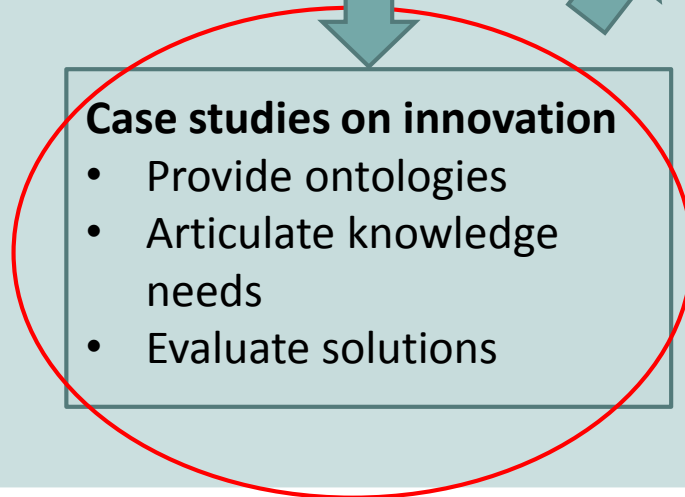 Case studies on innovation
• Provide ontologies
• Articulate knowledge
needs
• Evaluate solutions